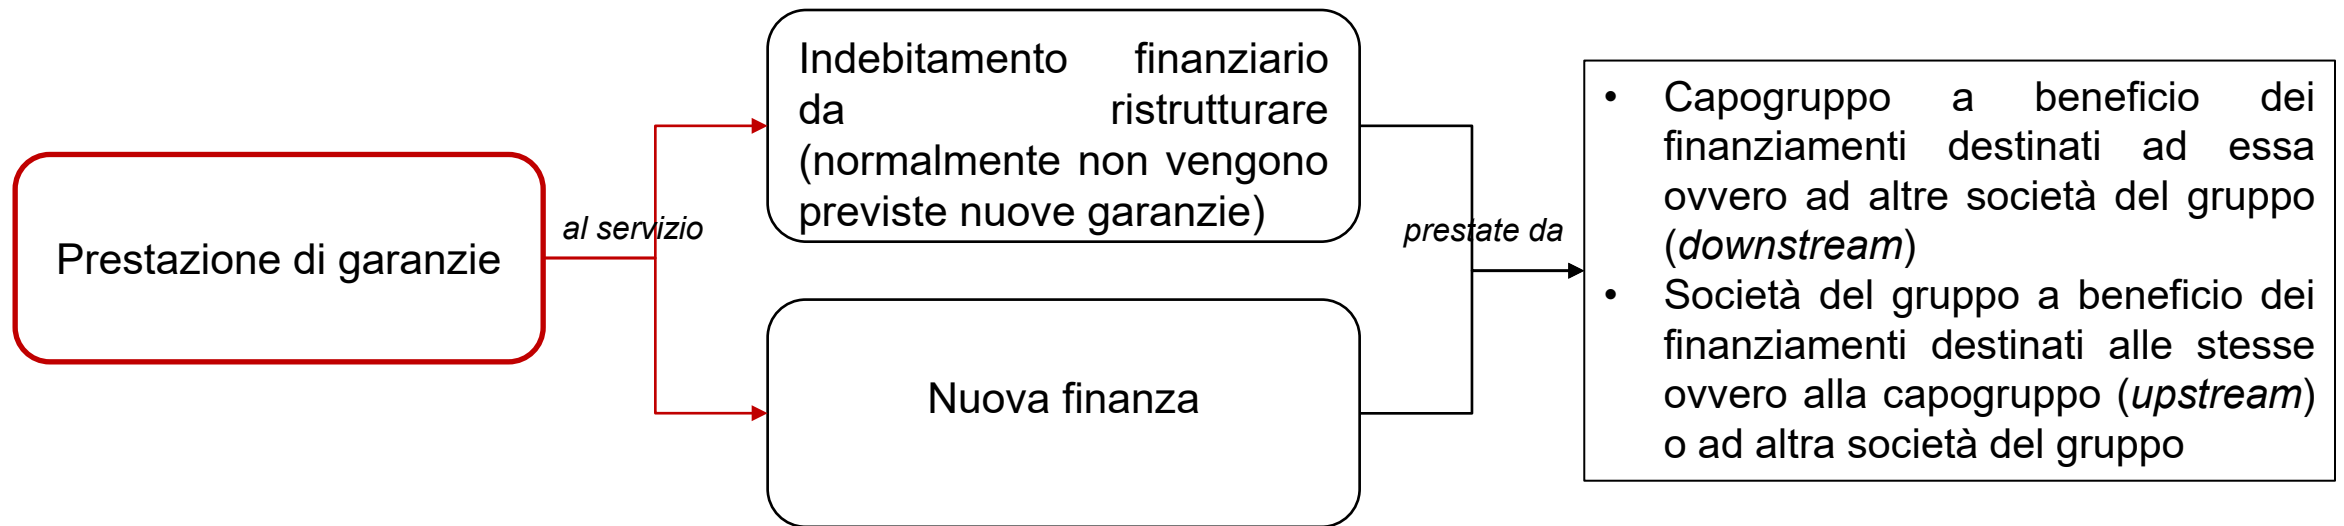 Prestazione di garanzie
al servizio
Indebitamento finanziario
da ristrutturare
(normalmente non vengono
previste nuove garanzie)
Nuova finanza
prestate da
• Capogruppo a beneficio dei
finanziamenti destinati ad essa
ovvero ad altre società del gruppo
(downstream)
• Società del gruppo a beneficio dei
finanziamenti destinati alle stesse
ovvero alla capogruppo (upstream)
o ad altra società del gruppo